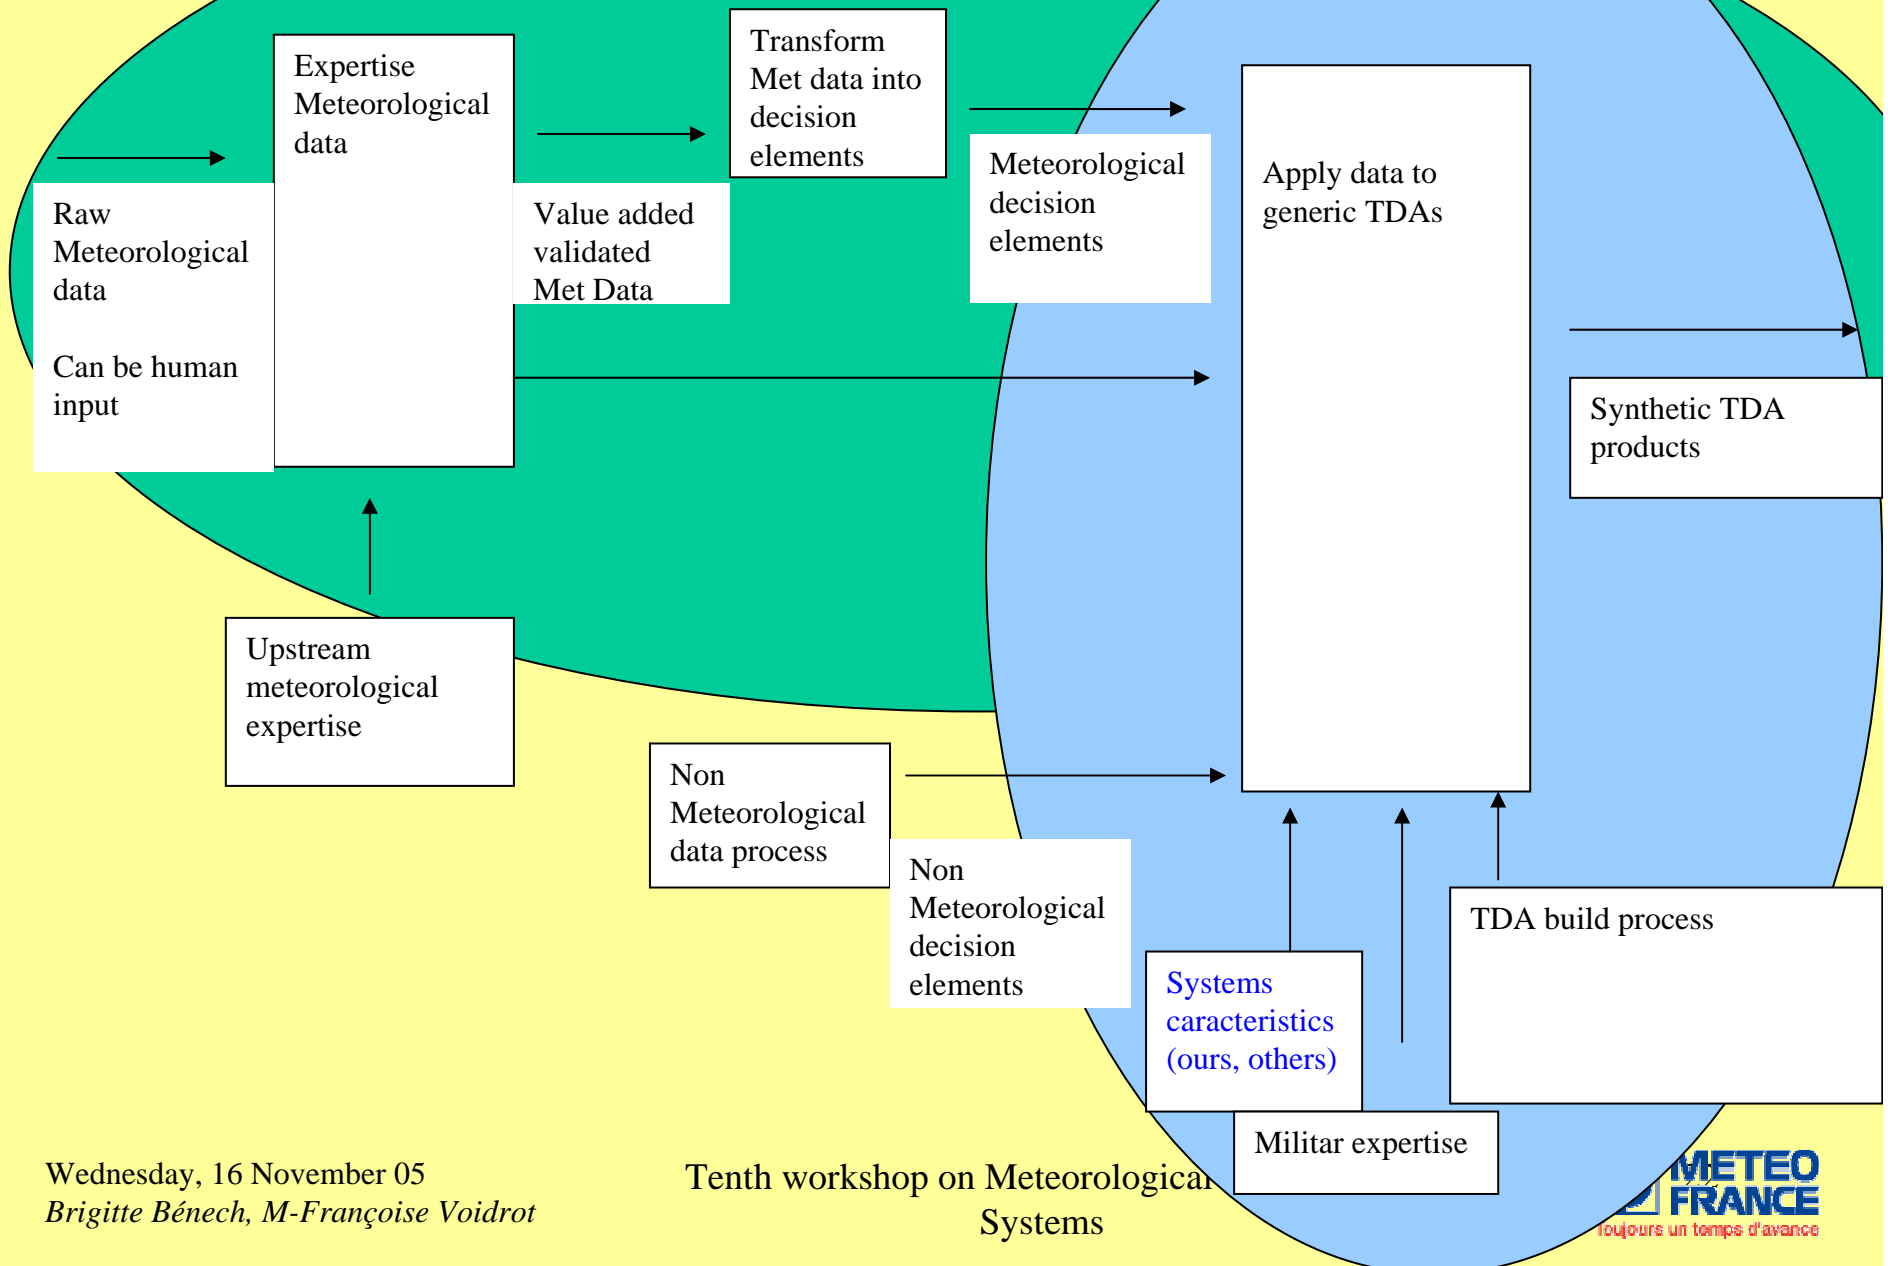 Expertise
Meteorological
data
Transform
Met data into
decision
elements
Raw
Meteorological
data
Can be human
input
Value added
validated
Met Data
Meteorological
decision
elements
Apply data to
generic TDAs
Synthetic TDA
products
Upstream
meteorological
expertise
Non
Meteorological
data process
Non
Meteorological
decision
elements
Systems
caracteristics
(ours, others)
TDA build process
Militar expertise
Wednesday, 16 November 05
Brigitte Bénech, M-Françoise Voidrot
Tenth workshop on Meteorological
Systems
METEO
FRANCE
Toujours un temps d'avance